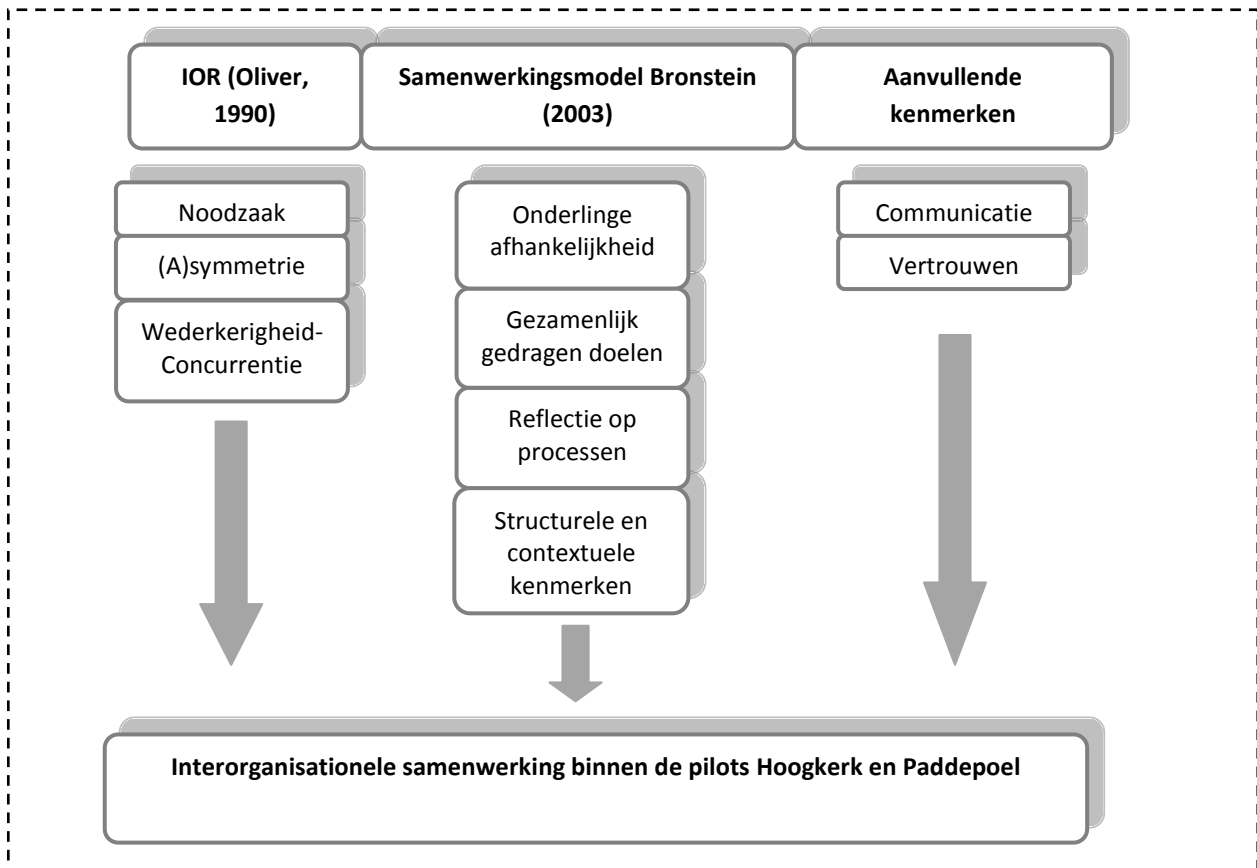 IOR (Oliver,
1990)
Samenwerkingsmodel Bronstein
(2003)
Aanvullende
kenmerken
Noodzaak
(A)symmetrie
Wederkerigheid-
Concurrentie
Onderlinge
afhankelijkheid
Gezamenlijk
gedragen doelen
Reflectie op
processen
Structurele en
contextuele
kenmerken
Communicatie
Vertrouwen
Interorganisationele samenwerking binnen de pilots Hoogkerk en Paddepoel